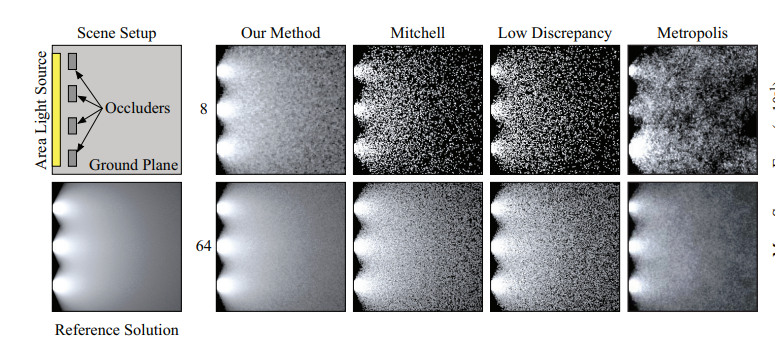 Scene Setup
Our Method
Mitchell
Low Discrepancy
Metropolis
Area Light Source
Occluders
Ground Plane
8
64
Reference Solution